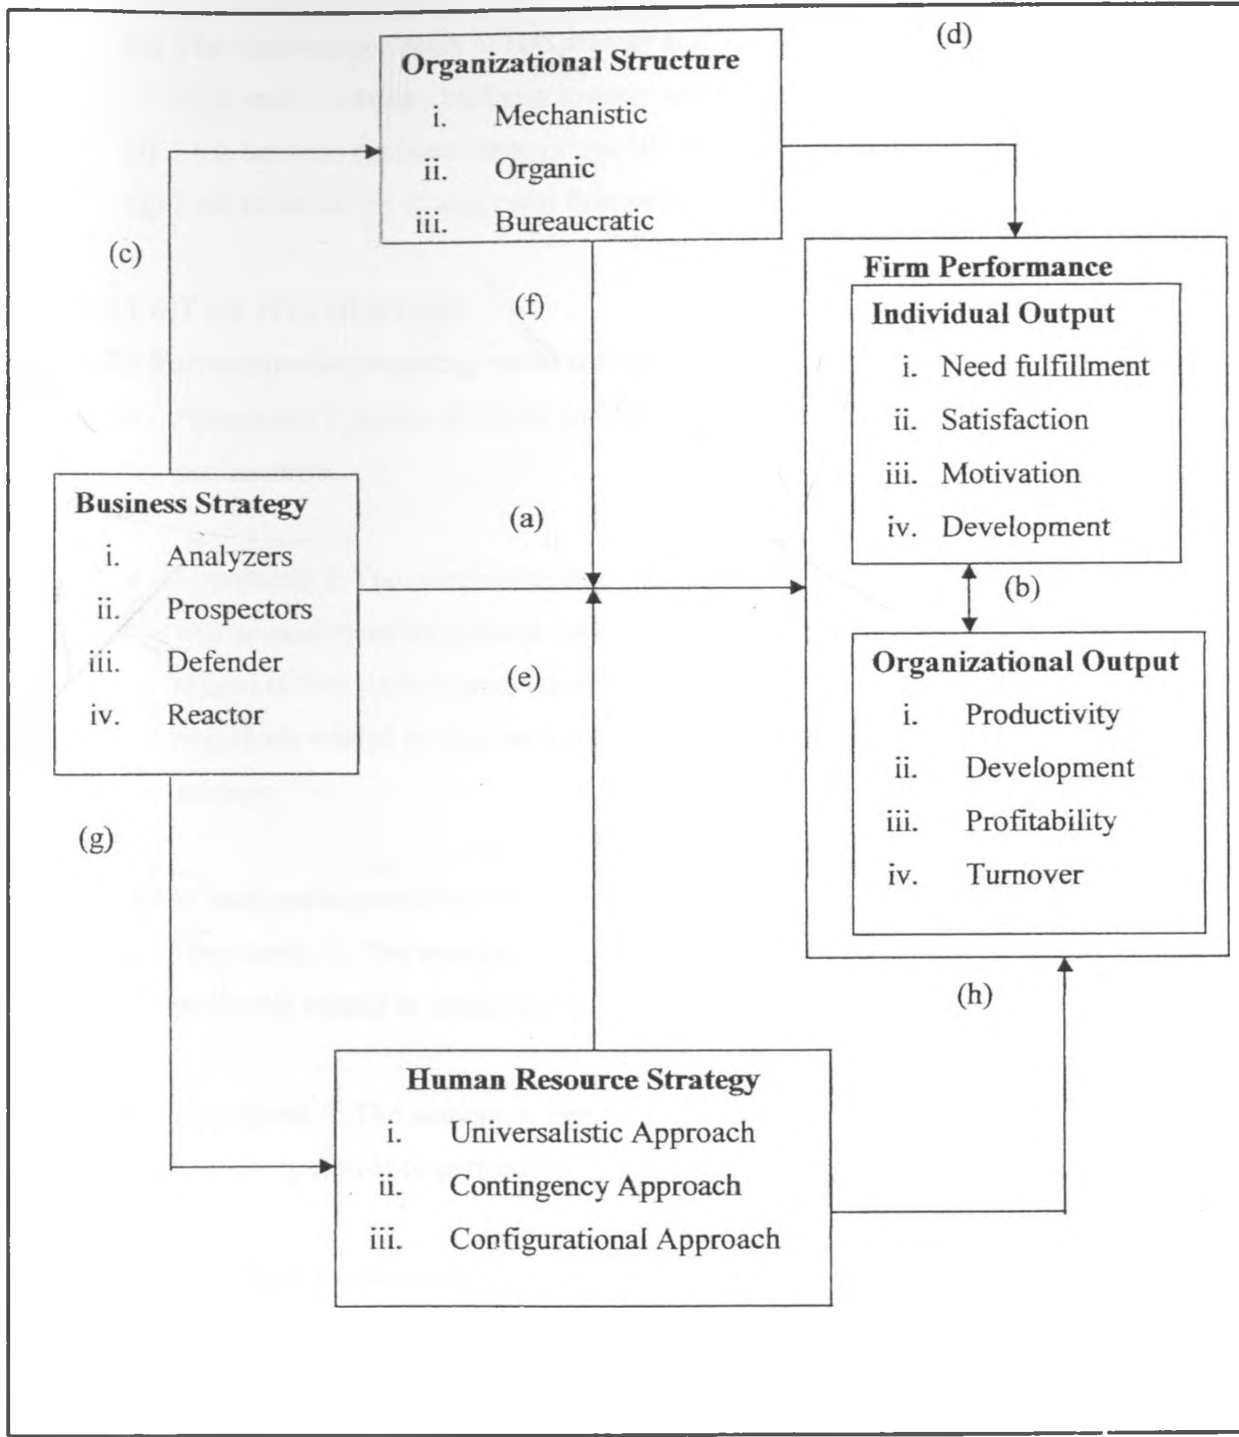 (d)
Organizational Structure
i. Mechanistic
ii. Organic
iii. Bureaucratic
(c)
(f)
Firm Performance
Individual Output
i. Need fulfillment
ii. Satisfaction
iii. Motivation
iv. Development
Business Strategy
i. Analyzers
ii. Prospectors
iii. Defender
iv. Reactor
(a)
(b)
(e)
Organizational Output
i. Productivity
ii. Development
iii. Profitability
iv. Turnover
(g)
(h)
Human Resource Strategy
i. Universalistic Approach
ii. Contingency Approach
iii. Configurational Approach